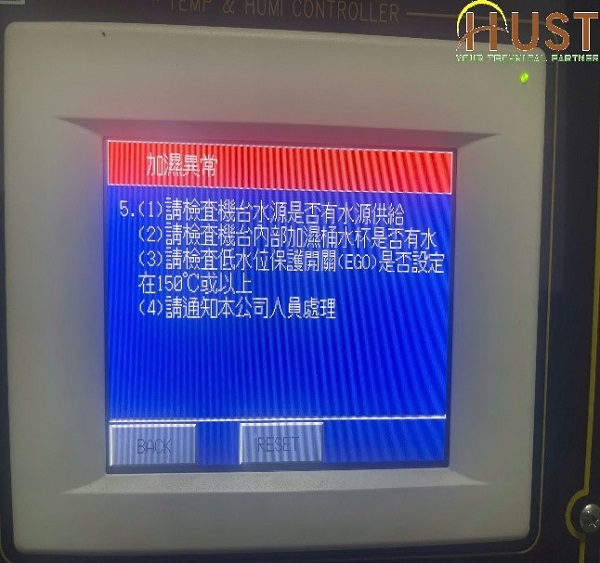 TEMP & HUMI CONTROLLER
HUST
YOUR TECHNICAL PARTNER
加濕異常
5.(1)請檢查機台水源是否有水源供給
(2)請檢查機台內部加濕桶水杯是否有水
(3)請檢查低水位保護開關(EGO)是否設定
在150℃或以上
(4)請通知本公司人員處理
BACK
RESET